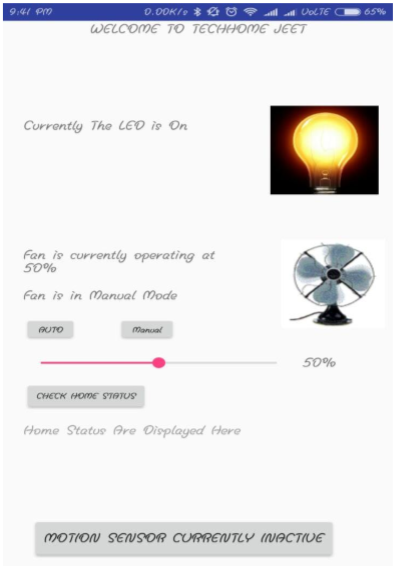 9:41 PM 0.00K/s VoLTE 65%
WELCOME TO TECHHOME JEET
Currently The LED is On
Fan is currently operating at
50%
Fan is in Manual Mode
AUTO Manual
50%
CHECK HOME STATUS
Home Status Are Displayed Here
MOTION SENSOR CURRENTLY INACTIVE